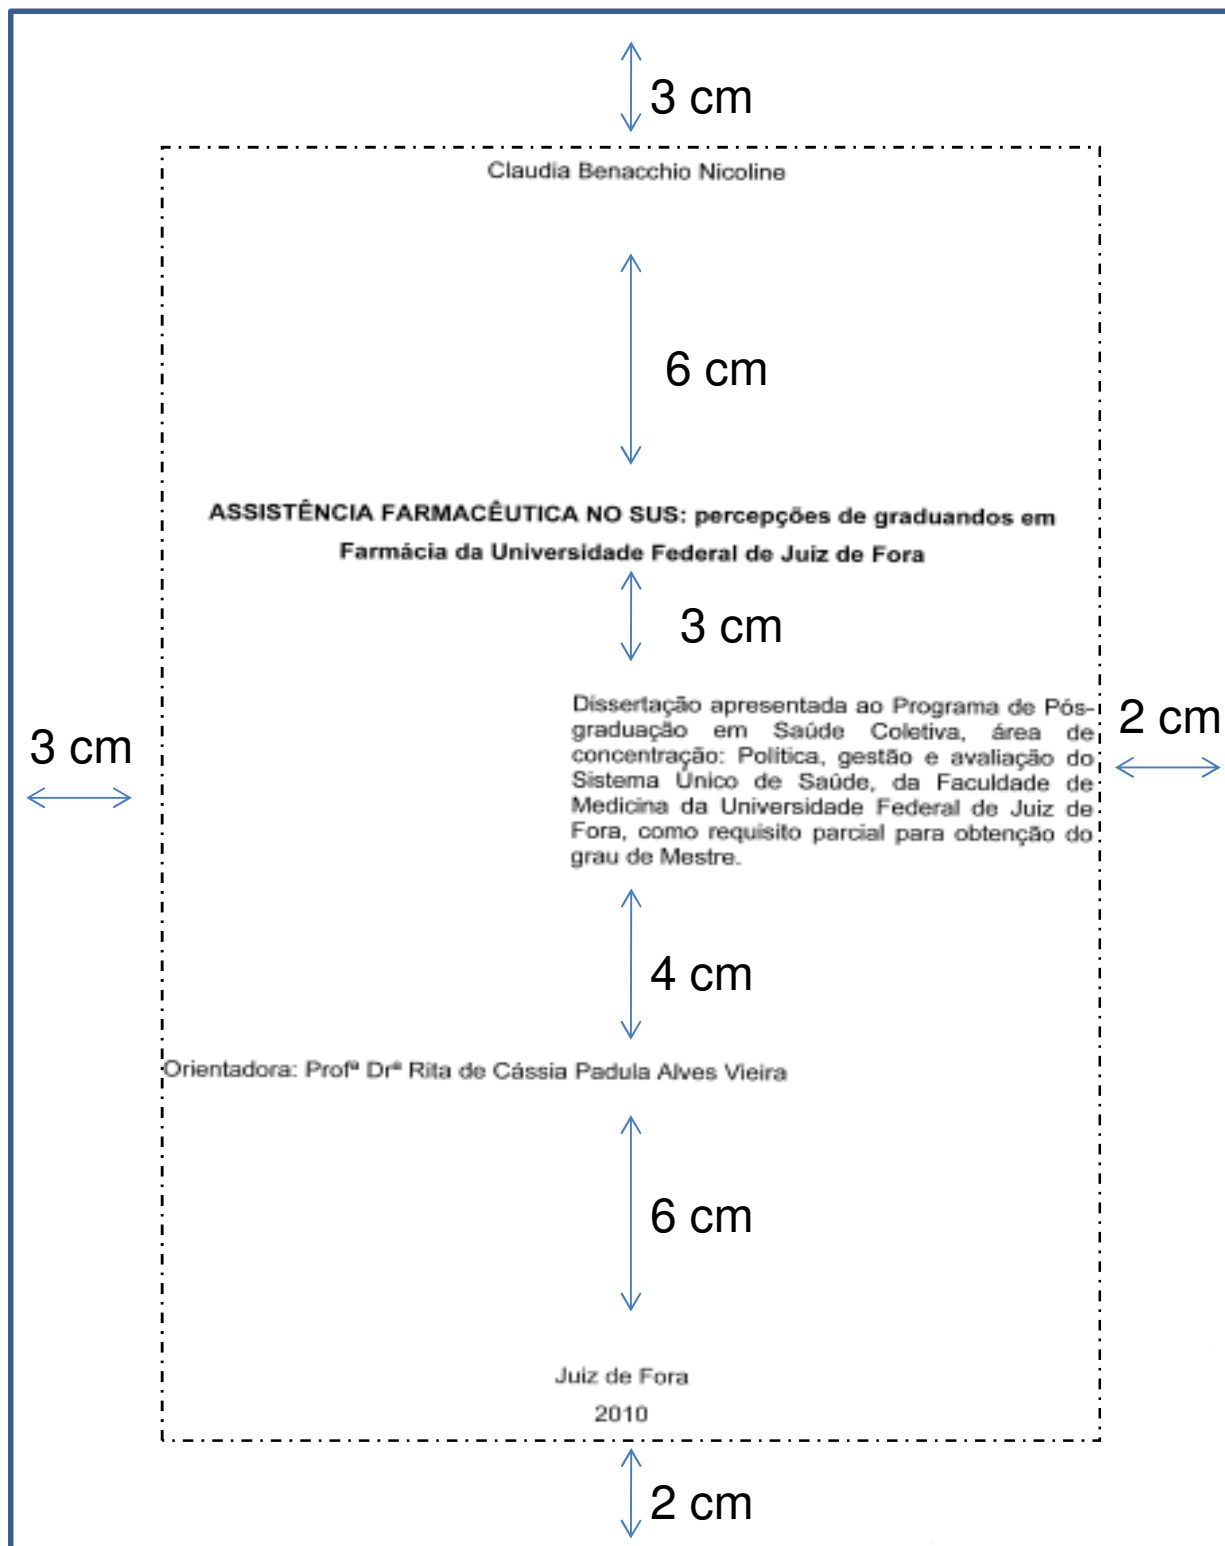 3 cm
Claudia Benacchio Nicoline
6 cm
ASSISTÊNCIA FARMACÊUTICA NO SUS: percepções de graduandos em
Farmácia da Universidade Federal de Juiz de Fora
3 cm
Dissertação apresentada ao Programa de Pós-
graduação em Saúde Coletiva, área de
concentração: Política, gestão e avaliação do
Sistema Único de Saúde, da Faculdade de
Medicina da Universidade Federal de Juiz de
Fora, como requisito parcial para obtenção do
grau de Mestre.
3 cm
2 cm
4 cm
Orientadora: Profª Drª Rita de Cássia Padula Alves Vieira
6 cm
Juiz de Fora
2010
2 cm